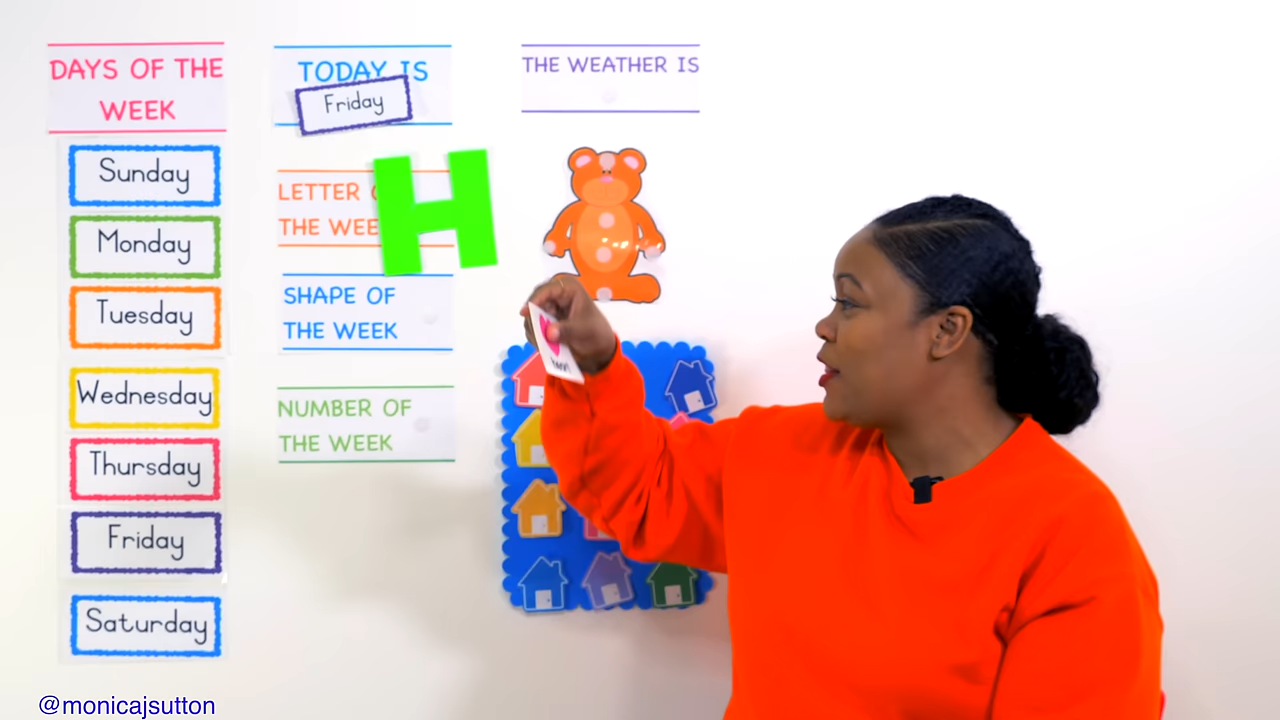 DAYS OF THE
WEEK
Sunday
Monday
Tuesday
Wednesday
Thursday
Friday
Saturday
TODAY IS
Friday
LETTER
THE WEE
H
SHAPE OF
THE WEEK
NUMBER OF
THE WEEK
THE WEATHER IS
@monicajsutton